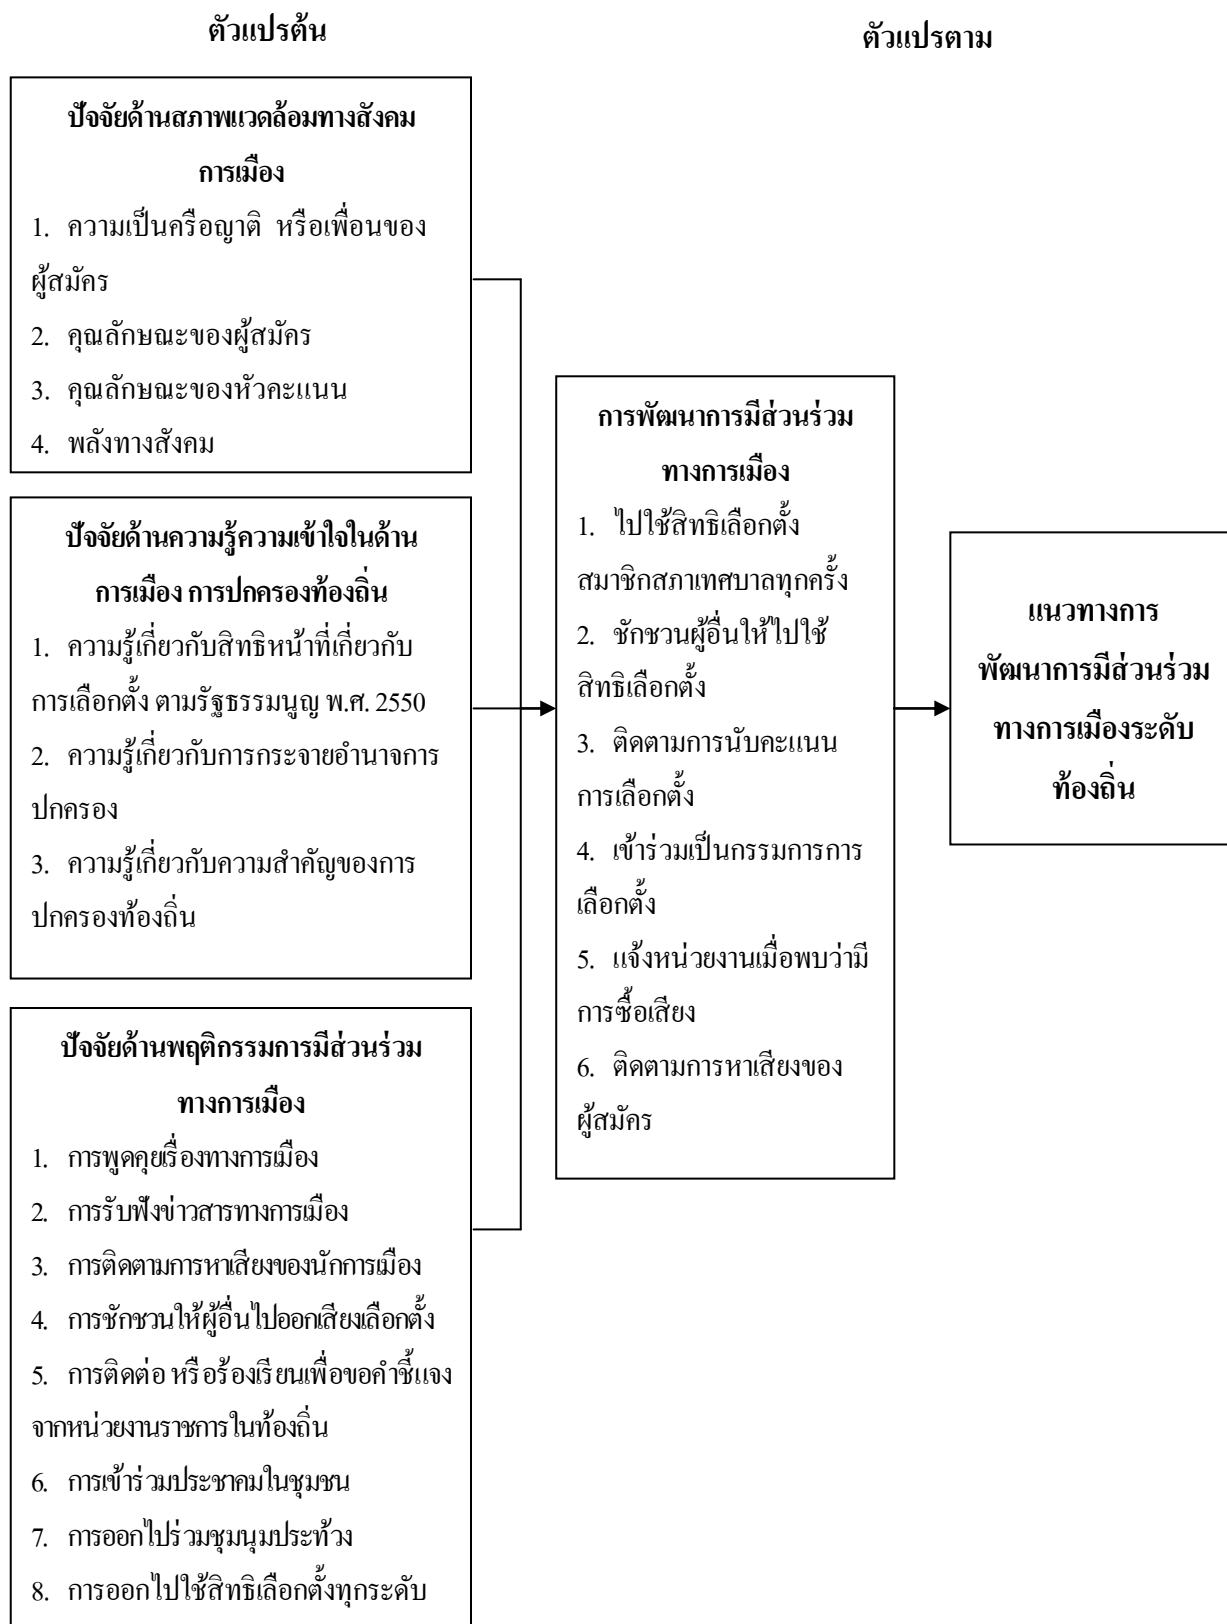 ตัวแปรต้น
ตัวแปรตาม
ปัจจัยด้านสภาพแวดล้อมทางสังคม
การเมือง
1. ความเป็นครือญาติ หรือเพื่อนของ
ผู้สมัคร
2. คุณลักษณะของผู้สมัคร
3. คุณลักษณะของหัวคะแนน
4. พลังทางสังคม
ปัจจัยด้านความรู้ความเข้าใจในด้าน
การเมือง การปกครองท้องถิ่น
1. ความรู้เกี่ยวกับสิทธิหน้าที่เกี่ยวกับ
การเลือกตั้ง ตามรัฐธรรมนูญ พ.ศ. 2550
2. ความรู้เกี่ยวกับการกระจายอำนาจการ
ปกครอง
3. ความรู้เกี่ยวกับความสำคัญของการ
ปกครองท้องถิ่น
ปัจจัยด้านพฤติกรรมการมีส่วนร่วม
ทางการเมือง
1. การพูดคุยเรื่องทางการเมือง
2. การรับฟังข่าวสารทางการเมือง
3. การติดตามการหาเสียงของนักการเมือง
4. การชักชวนให้ผู้อื่นไปออกเสียงเลือกตั้ง
5. การติดต่อ หรือร้องเรียนเพื่อขอคำชี้แจง
จากหน่วยงานราชการในท้องถิ่น
6. การเข้าร่วมประชาคมในชุมชน
7. การออกไปร่วมชุมนุมประท้วง
8. การออกไปใช้สิทธิเลือกตั้งทุกระดับ
การพัฒนาการมีส่วนร่วม
ทางการเมือง
1. ไปใช้สิทธิเลือกตั้ง
สมาชิกสภาเทศบาลทุกครั้ง
2. ชักชวนผู้อื่นให้ไปใช้
สิทธิเลือกตั้ง
3. ติดตามการนับคะแนน
การเลือกตั้ง
4. เข้าร่วมเป็นกรรมการการ
เลือกตั้ง
5. แจ้งหน่วยงานเมื่อพบว่ามี
การซื้อเสียง
6. ติดตามการหาเสียงของ
ผู้สมัคร
แนวทางการ
พัฒนาการมีส่วนร่วม
ทางการเมืองระดับ
ท้องถิ่น